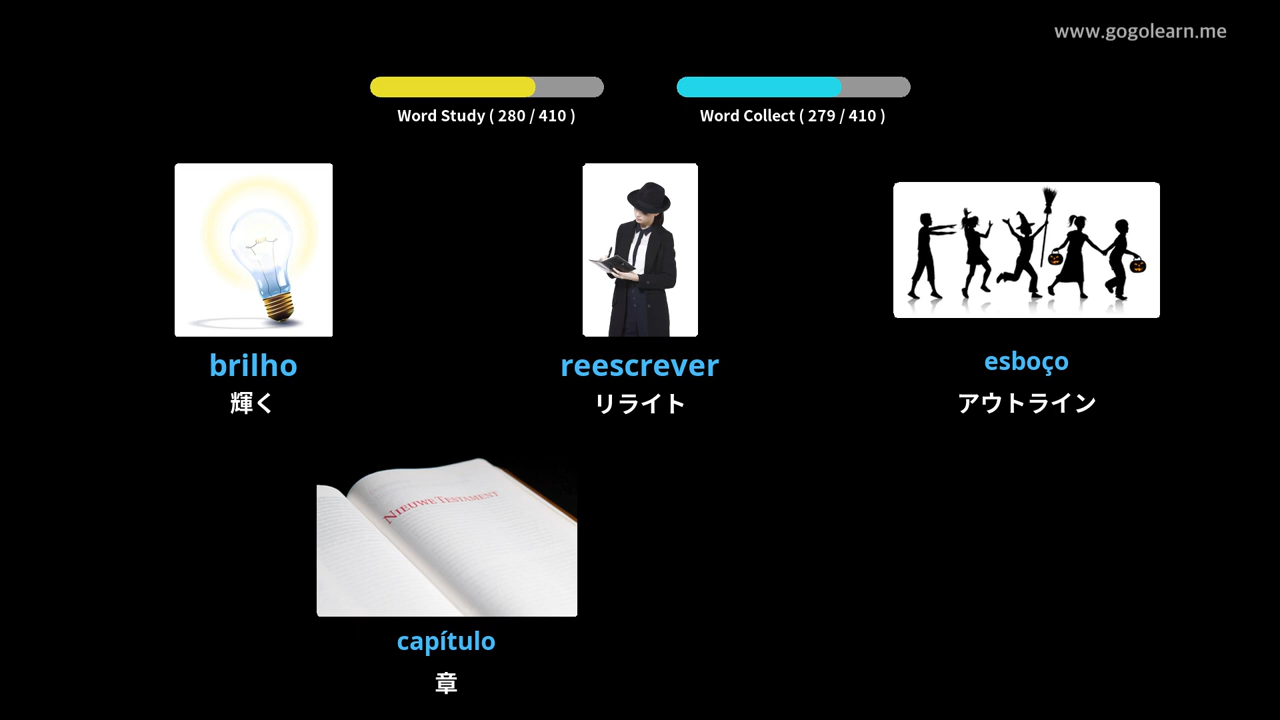 www.gogolearn.me
Word Study ( 280 / 410 )
Word Collect ( 279 / 410 )
brilho
輝く
reescrever
リライト
esboço
アウトライン
NIEUWE TESTAMENT
capítulo
章